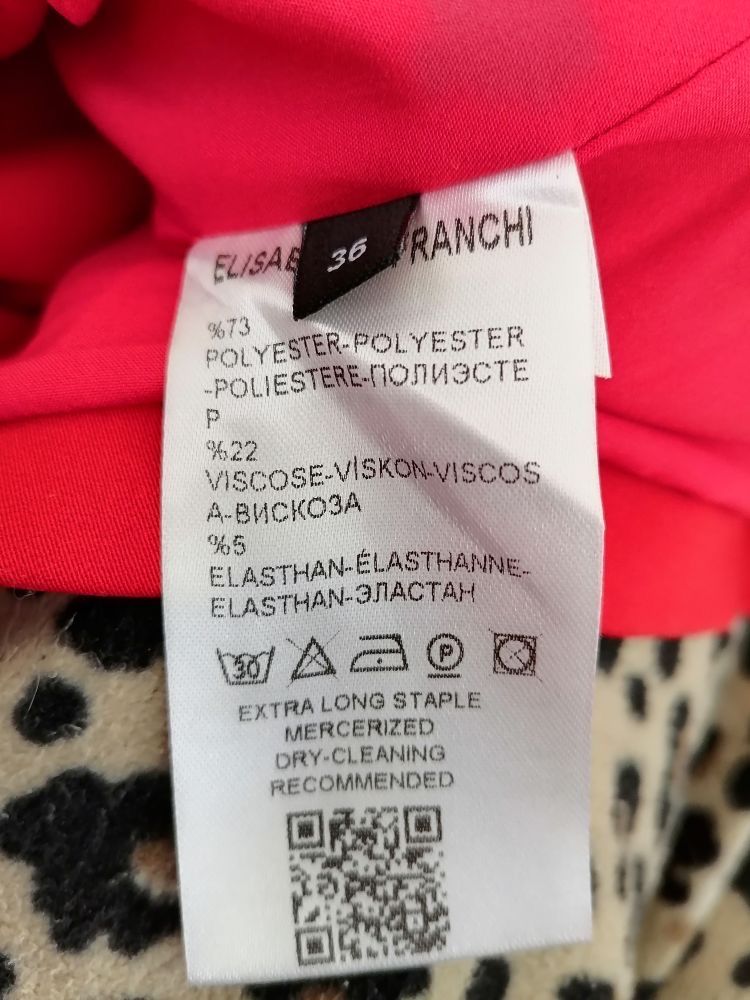 ELISAB FRANCHI
36
%73
POLYESTER-POLYESTER
-POLIESTERE-ПОЛИЭСТЕ
Р
%22
VISCOSE-VİSKON-VISCOS
A-ВИСКОЗА
%5
ELASTHAN-ÉLASTHANNE-
ELASTHAN-ЭЛАСТАН
30 P
EXTRA LONG STAPLE
MERCERIZED
DRY-CLEANING
RECOMMENDED